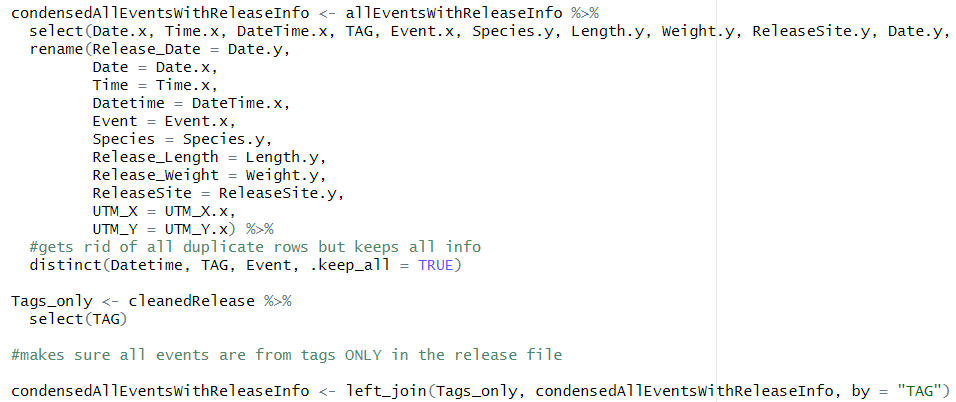 condensedAllEventsWithReleaseInfo <- allEventsWithReleaseInfo %>%
  select(Date.x, Time.x, DateTime.x, TAG, Event.x, Species.y, Length.y, Weight.y, ReleaseSite.y, Date.y,
  rename(Release_Date = Date.y,
         Date = Date.x,
         Time = Time.x,
         Datetime = DateTime.x,
         Event = Event.x,
         Species = Species.y,
         Release_Length = Length.y,
         Release_Weight = Weight.y,
         ReleaseSite = ReleaseSite.y,
         UTM_X = UTM_X.x,
         UTM_Y = UTM_Y.x) %>%
  #gets rid of all duplicate rows but keeps all info
  distinct(Datetime, TAG, Event, .keep_all = TRUE)
Tags_only <- cleanedRelease %>%
  select(TAG)
#makes sure all events are from tags ONLY in the release file
condensedAllEventsWithReleaseInfo <- left_join(Tags_only, condensedAllEventsWithReleaseInfo, by = "TAG")